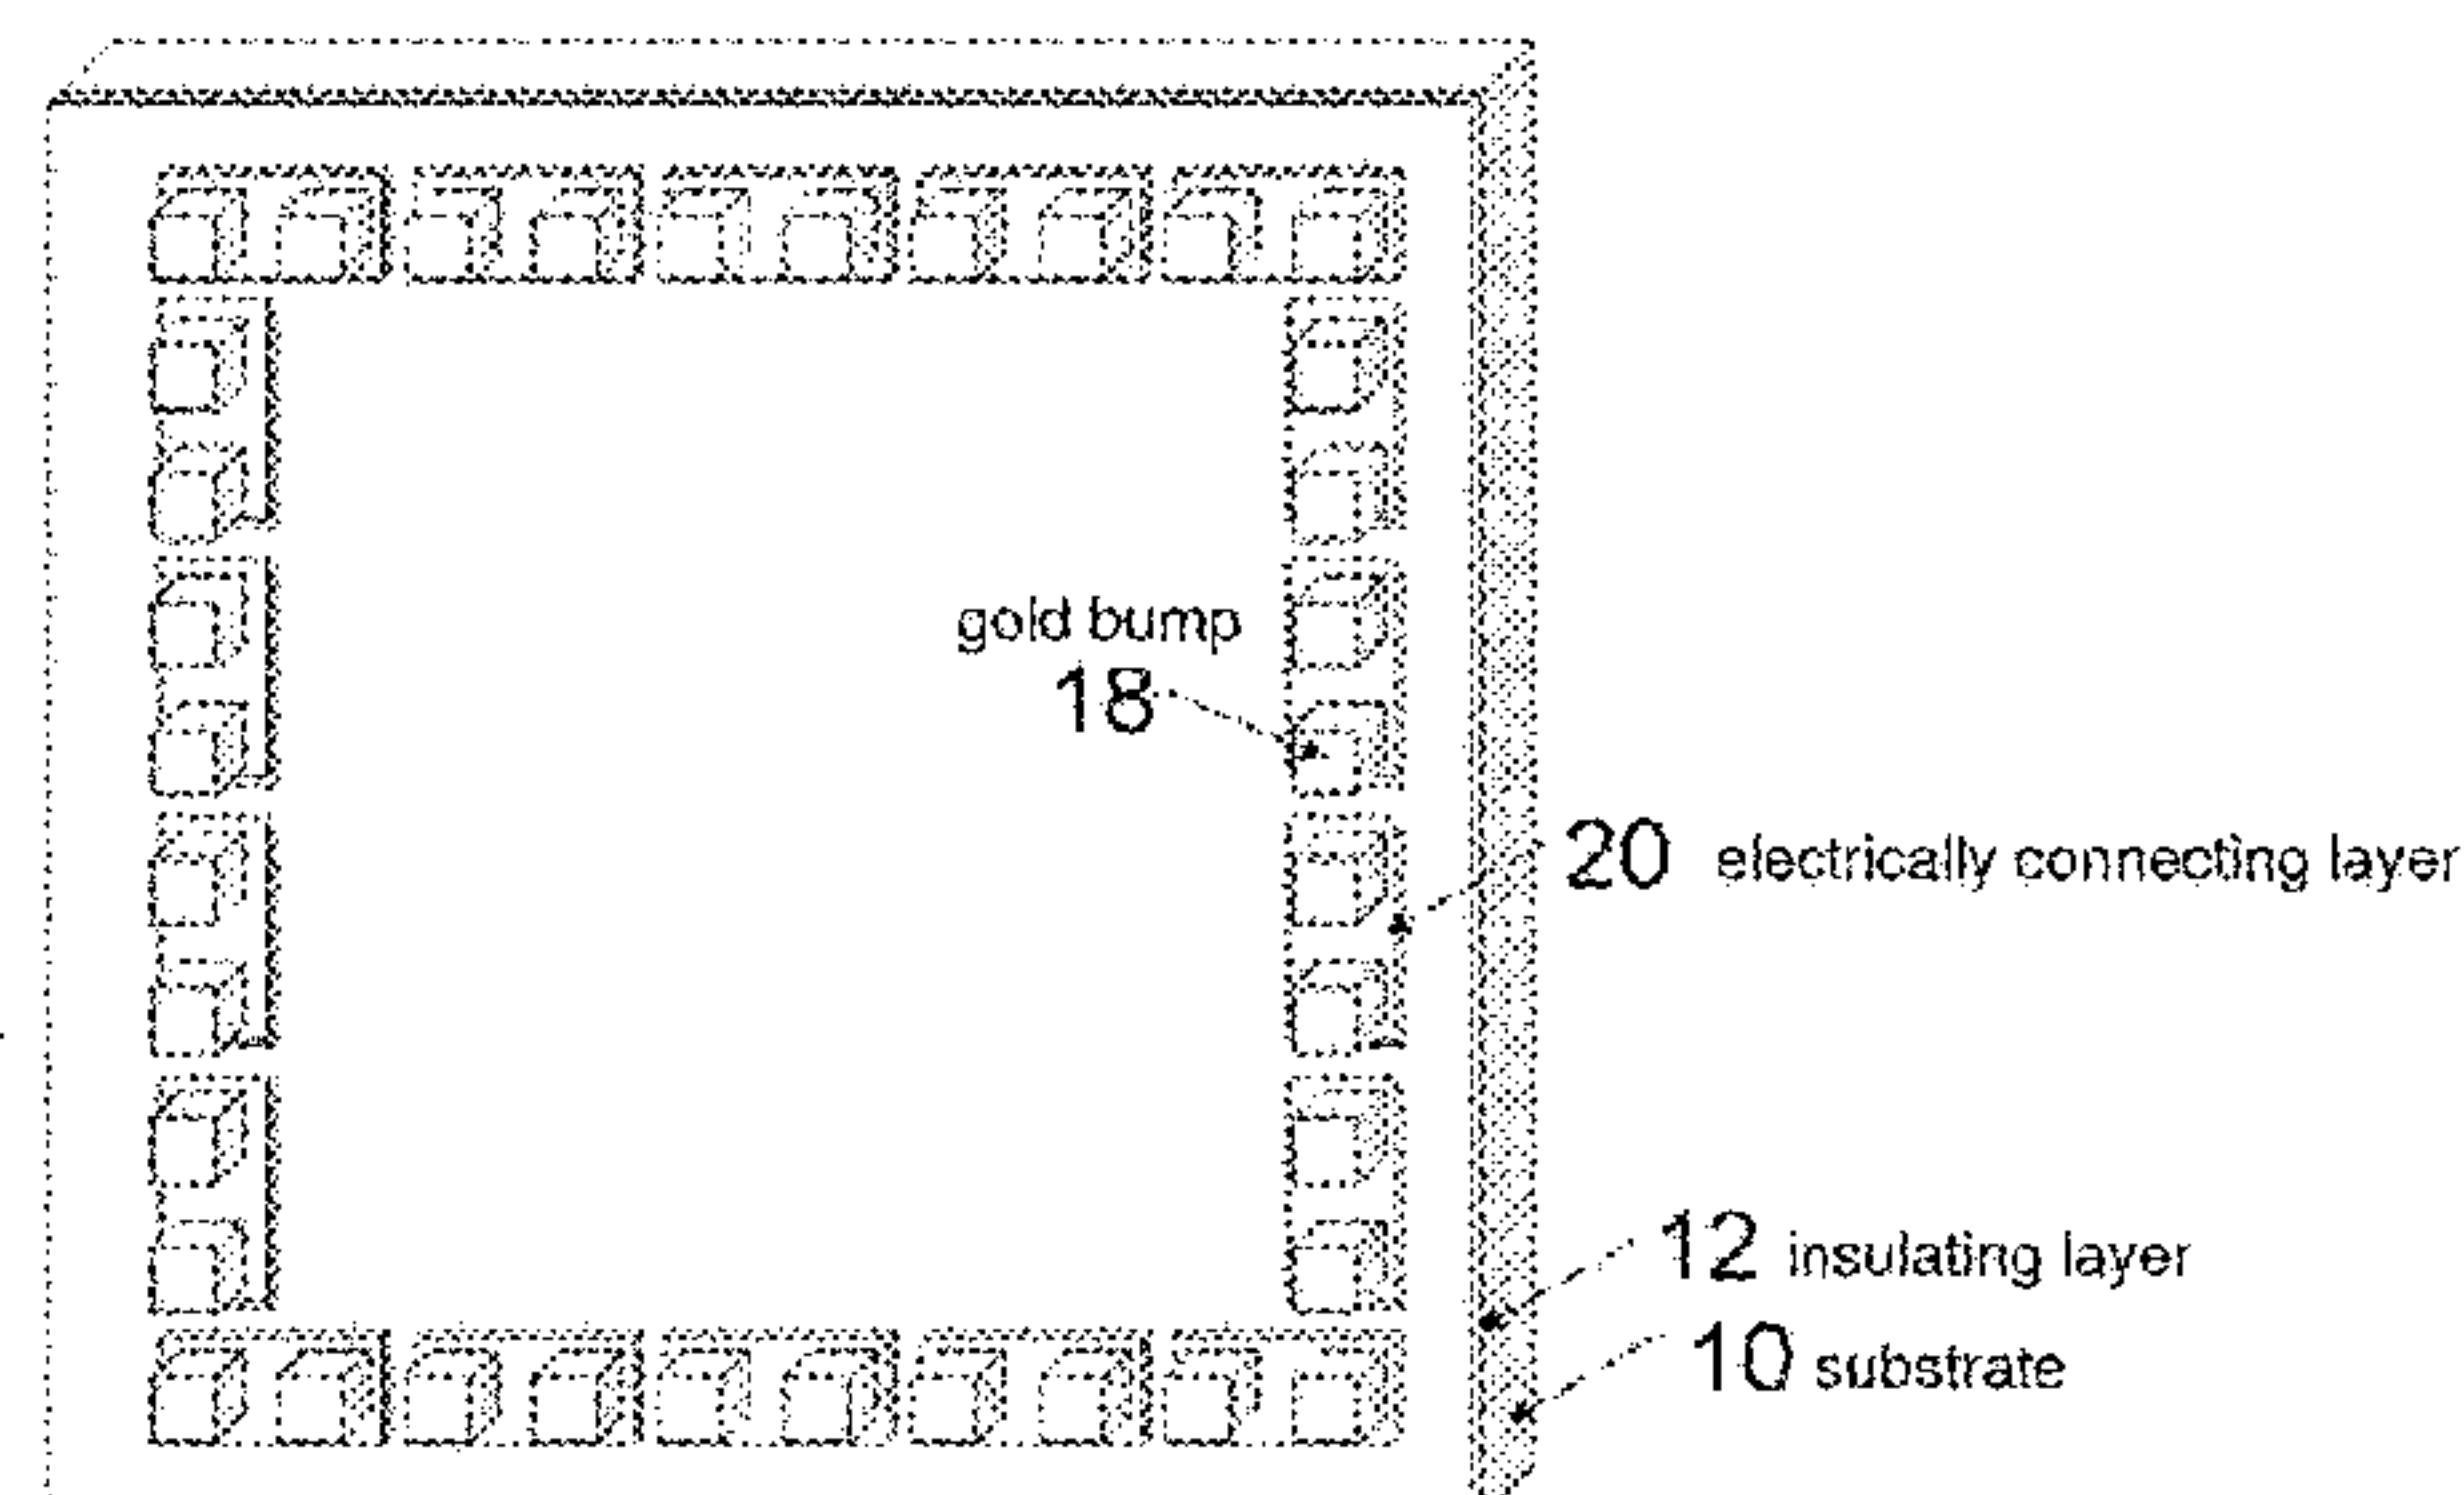 gold bump
18
20 electrically connecting layer
12 insulating layer
10 substrate